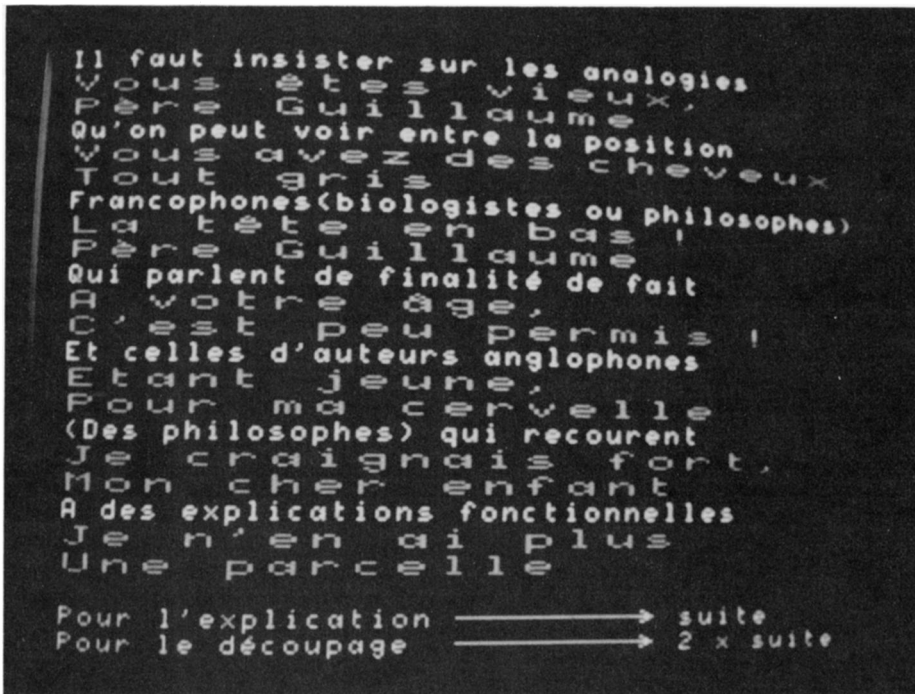 Il faut insister sur les analogies
Vous êtes vieux,
Père Guillaume
Qu'on peut voir entre la position
Vous avez des cheveux
Tout gris
Francophones(biologistes ou philosophes)
La tête en bas !
Père Guillaume
Qui parlent de finalité de fait
A votre âge,
C'est peu permis !
Et celles d'auteurs anglophones
Etant jeune,
Pour ma cervelle
(Des philosophes) qui recourent
Je craignais fort,
Mon cher enfant
A des explications fonctionnelles
Je n'en ai plus
Une parcelle
Pour l'explication ⟶ suite
Pour le découpage ⟶ 2 x suite